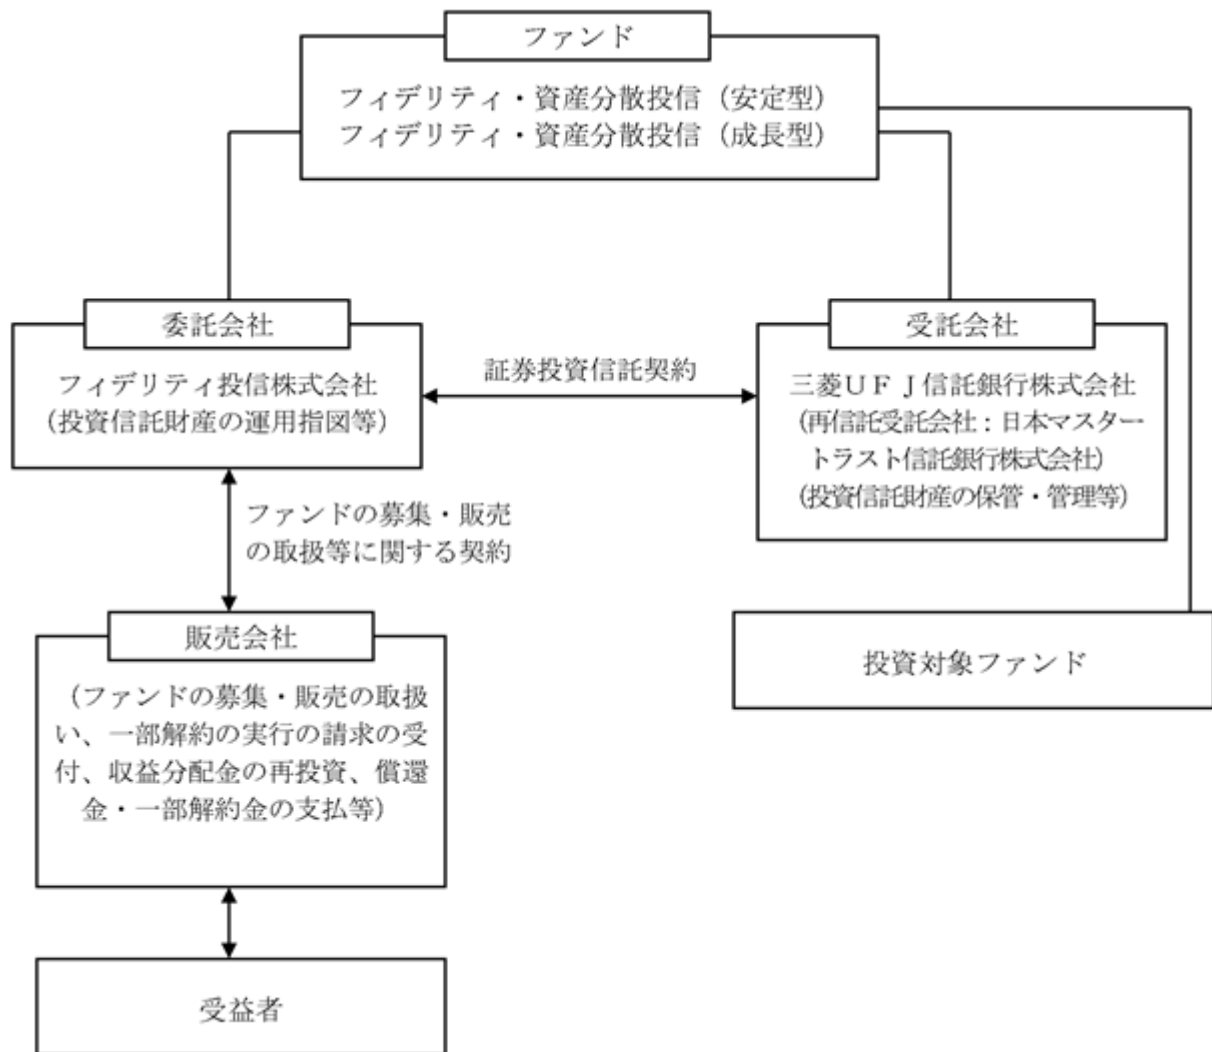 ファンド
フィデリティ・資産分散投信（安定型）
フィデリティ・資産分散投信（成長型）
委託会社
フィデリティ投信株式会社
（投資信託財産の運用指図等）
証券投資信託契約
受託会社
三菱ＵＦＪ信託銀行株式会社
（再信託受託会社：日本マスター
トラスト信託銀行株式会社）
（投資信託財産の保管・管理等）
ファンドの募集・販売
の取扱等に関する契約
販売会社
（ファンドの募集・販売の取扱
い、一部解約の実行の請求の受
付、収益分配金の再投資、償還
金・一部解約金の支払等）
投資対象ファンド
受益者